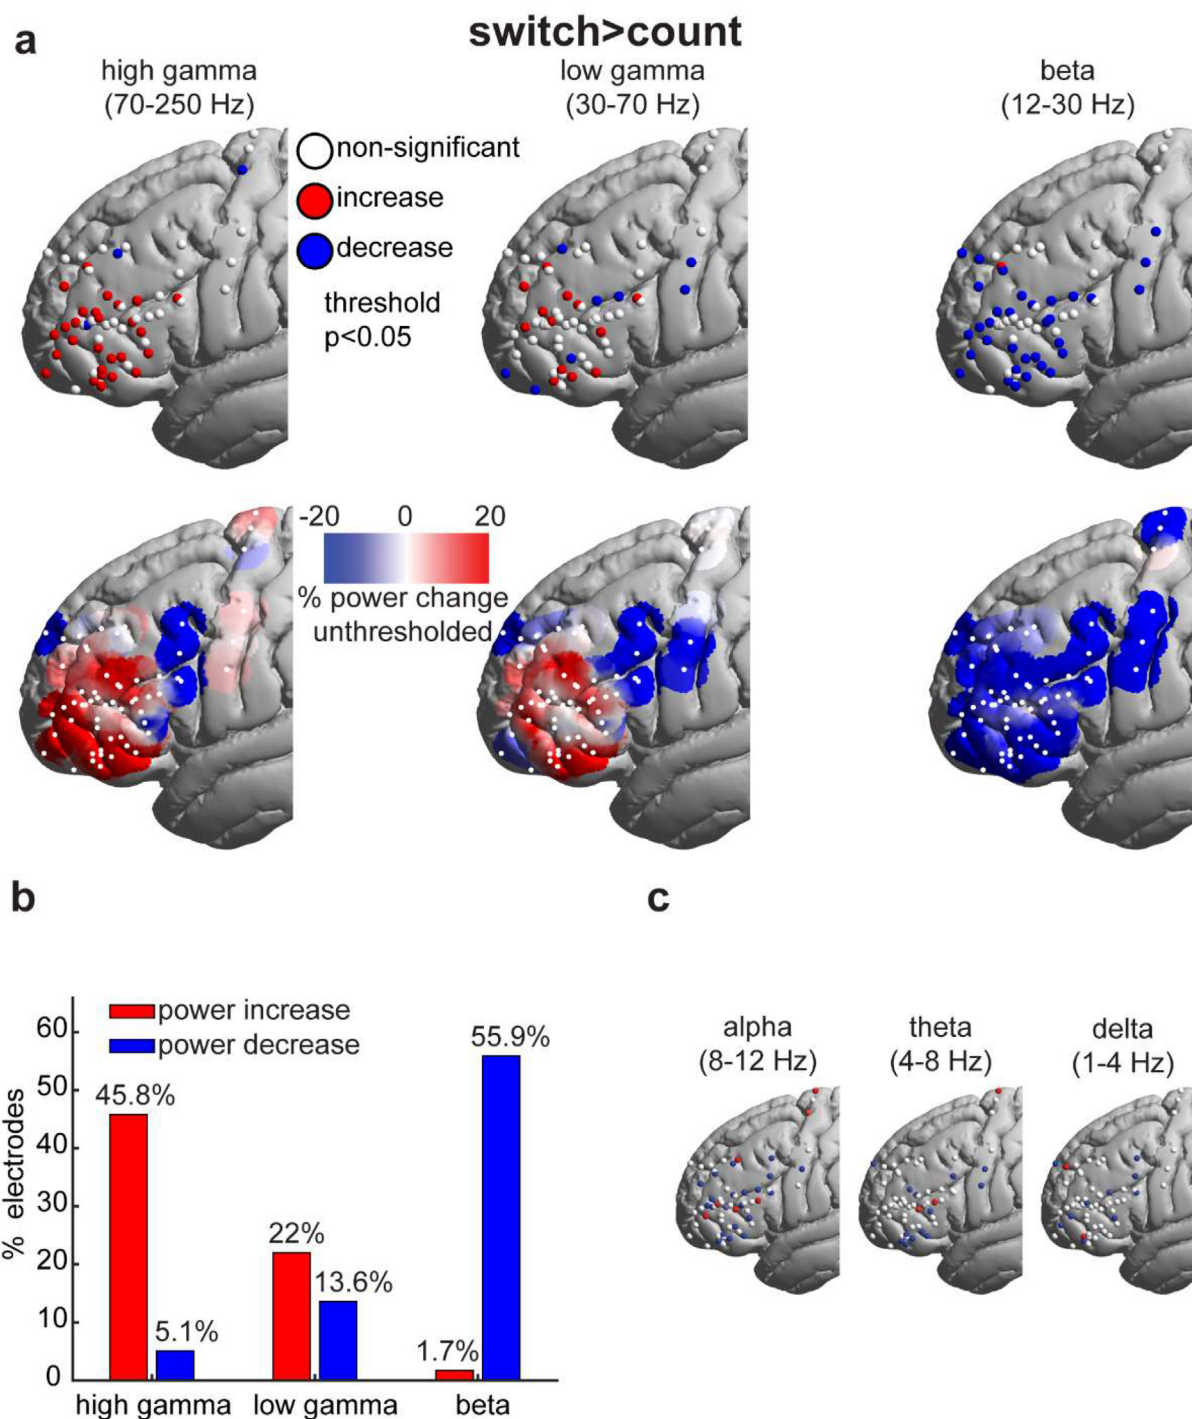 a
switch>count
high gamma
(70-250 Hz)
low gamma
(30-70 Hz)
beta
(12-30 Hz)
non-significant
increase
decrease
threshold
p<0.05
-20 0 20
% power change
unthresholded
b
c
power increase
power decrease
% electrodes
60
50
40
30
20
10
0
45.8%
5.1%
22%
13.6%
1.7%
55.9%
high gamma
low gamma
beta
alpha
(8-12 Hz)
theta
(4-8 Hz)
delta
(1-4 Hz)